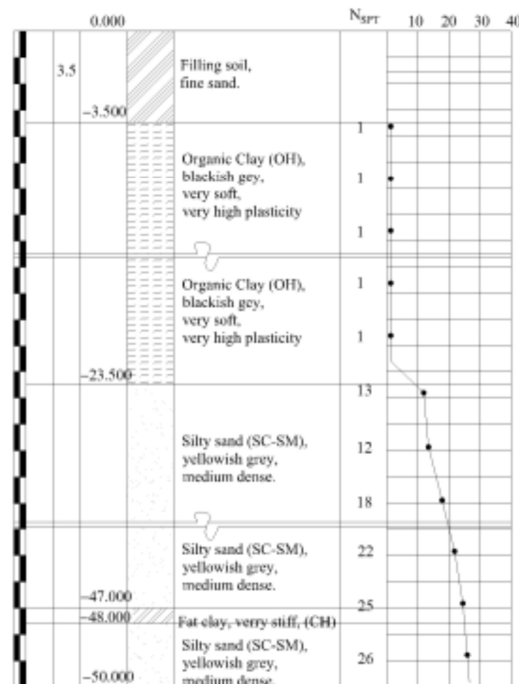 N_SPT
0.000 10 20 30 40
3.5
Filling soil,
fine sand.
−3.500
1
Organic Clay (OH),
blackish gey,
very soft,
very high plasticity
1
1
Organic Clay (OH),
blackish gey,
very soft,
very high plasticity
1
1
−23.500
13
Silty sand (SC-SM),
yellowish grey,
medium dense.
12
18
Silty sand (SC-SM),
yellowish grey,
medium dense.
22
−47.000
25
−48.000
Fat clay, verry stiff, (CH)
Silty sand (SC-SM),
yellowish grey,
medium dense.
26
−50.000